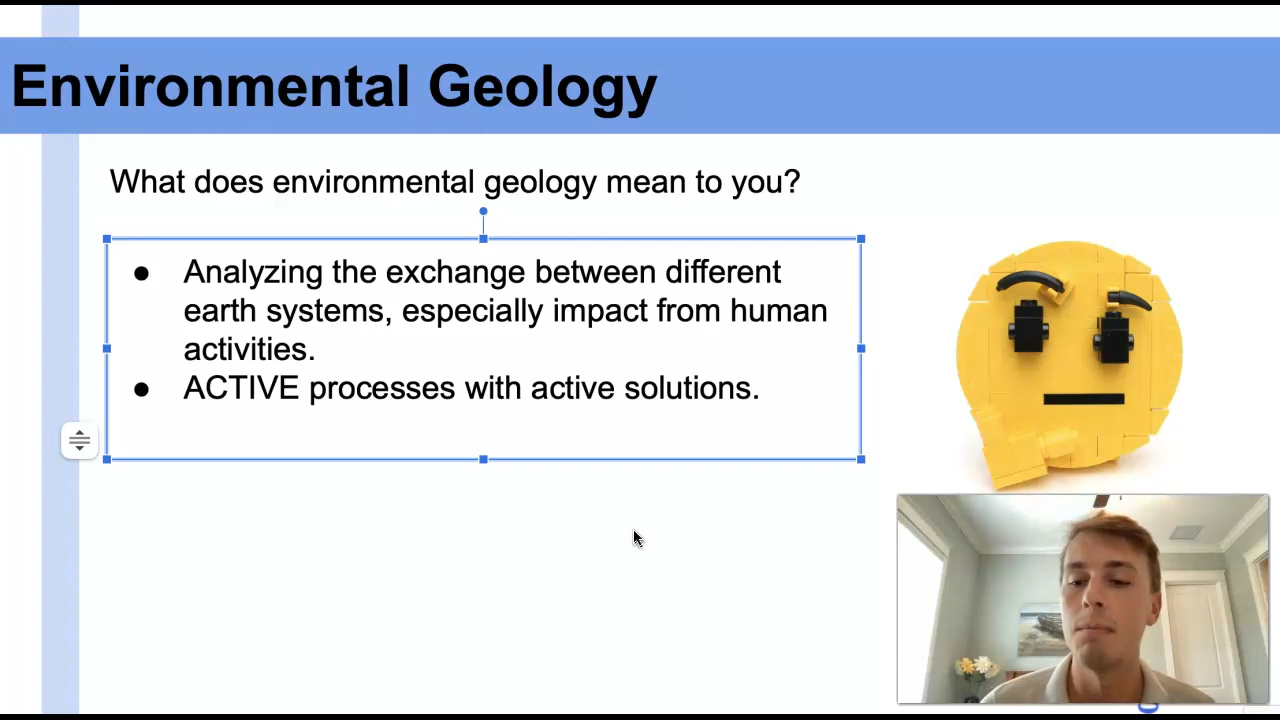 Environmental Geology
What does environmental geology mean to you?
● Analyzing the exchange between different
earth systems, especially impact from human
activities.
● ACTIVE processes with active solutions.